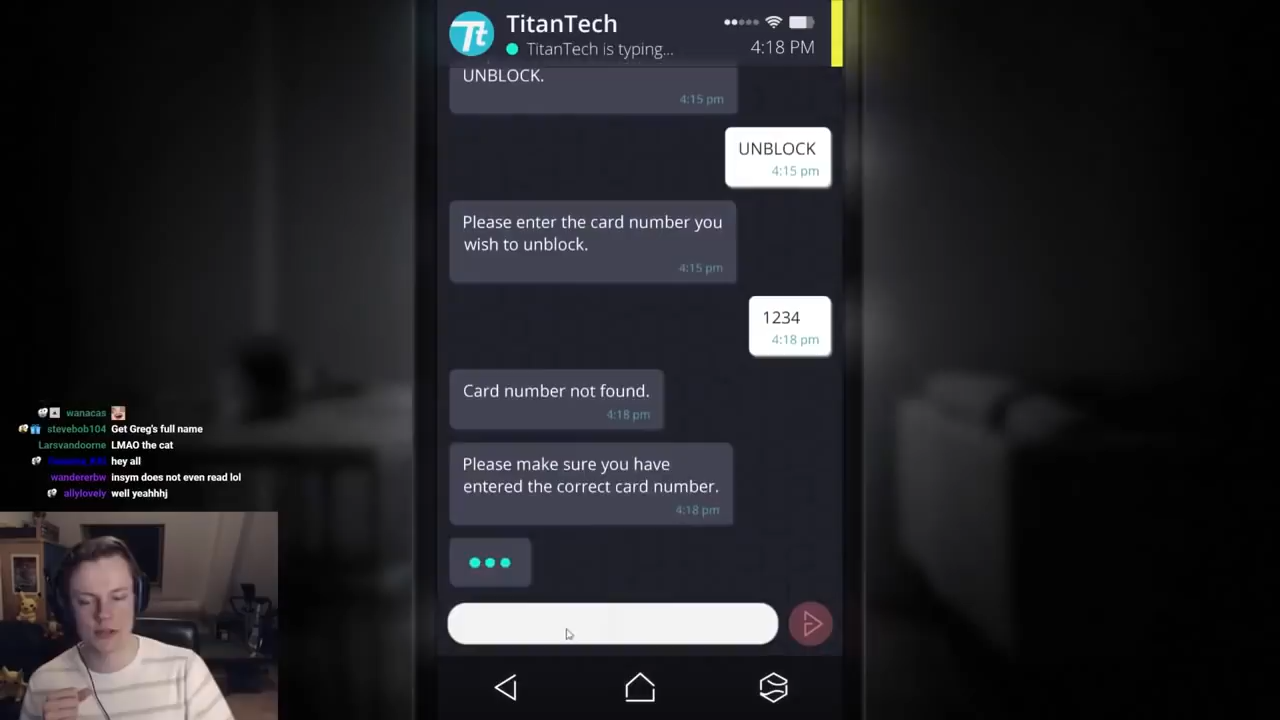 Tt
TitanTech
TitanTech is typing...
4:18 PM
UNBLOCK.
4:15 pm
UNBLOCK
4:15 pm
Please enter the card number you
wish to unblock.
4:15 pm
1234
4:18 pm
Card number not found.
4:18 pm
Please make sure you have
entered the correct card number.
4:18 pm
wanacas
stevebob104 Get Greg's full name
Larsvandoorne LMAO the cat
hey all
wandererbw insym does not even read lol
allylovely well yeahhhj